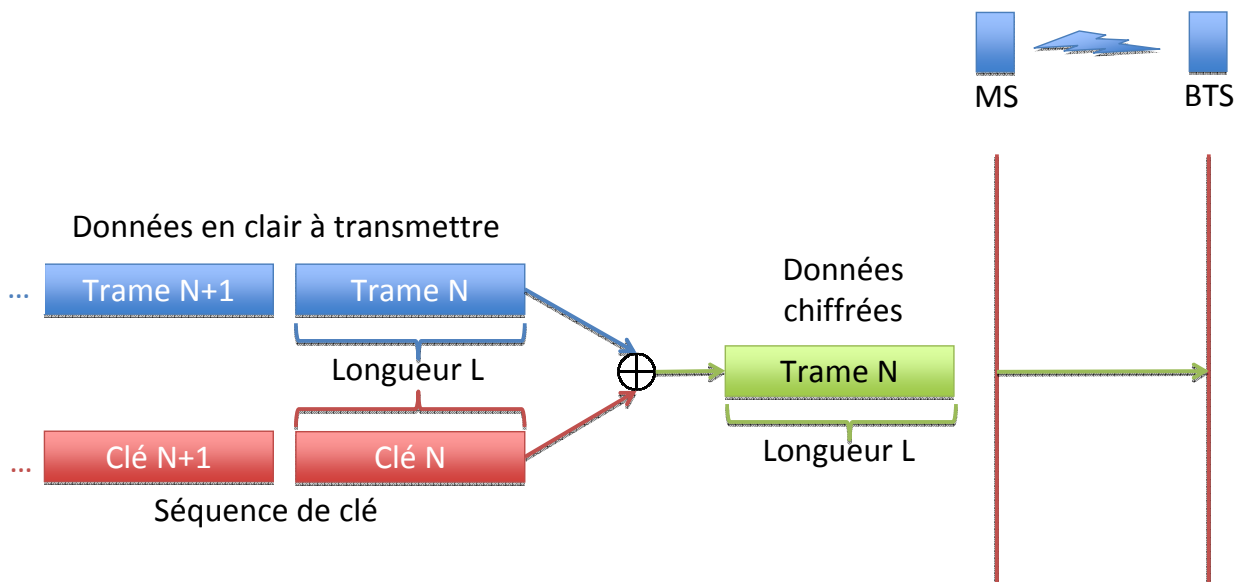 MS
BTS
Données en clair à transmettre
...
Trame N+1
Trame N
Longueur L
...
Clé N+1
Clé N
Séquence de clé
Données
chiffrées
Trame N
Longueur L